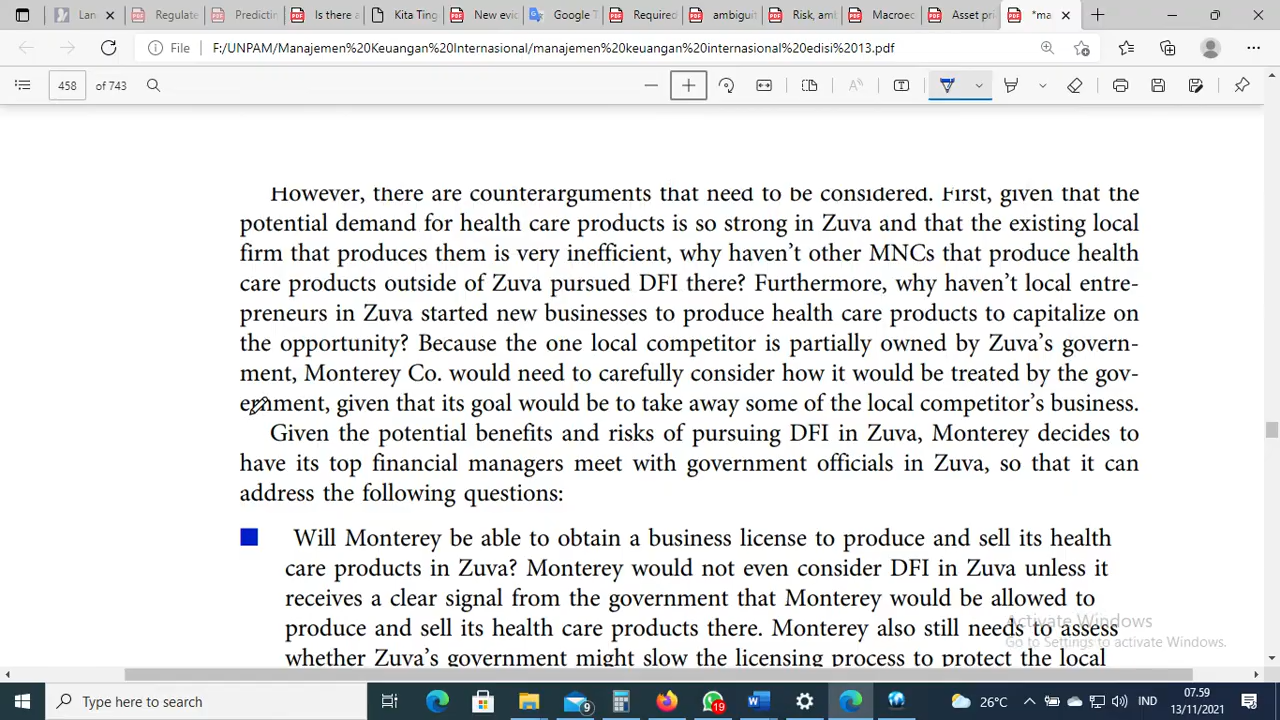 Lan
Regulate
Predictin
Is there a
Kita Ting
New evi
Google T
Required
ambiguit
Risk, amb
Macroec
Asset pri
*ma
File
F:/UNPAM/Manajemen%20Keuangan%20Internasional/manajemen%20keuangan%20internasional%20edisi%2013.pdf
458 of 743
However, there are counterarguments that need to be considered. First, given that the
potential demand for health care products is so strong in Zuva and that the existing local
firm that produces them is very inefficient, why haven't other MNCs that produce health
care products outside of Zuva pursued DFI there? Furthermore, why haven't local entre-
preneurs in Zuva started new businesses to produce health care products to capitalize on
the opportunity? Because the one local competitor is partially owned by Zuva's govern-
ment, Monterey Co. would need to carefully consider how it would be treated by the gov-
ernment, given that its goal would be to take away some of the local competitor's business.
Given the potential benefits and risks of pursuing DFI in Zuva, Monterey decides to
have its top financial managers meet with government officials in Zuva, so that it can
address the following questions:
Will Monterey be able to obtain a business license to produce and sell its health
care products in Zuva? Monterey would not even consider DFI in Zuva unless it
receives a clear signal from the government that Monterey would be allowed to
produce and sell its health care products there. Monterey also still needs to assess
whether Zuva's government might slow the licensing process to protect the local
Activate Windows
Go to Settings to activate Windows.
Type here to search
9
19
26°C
IND
07.59
13/11/2021